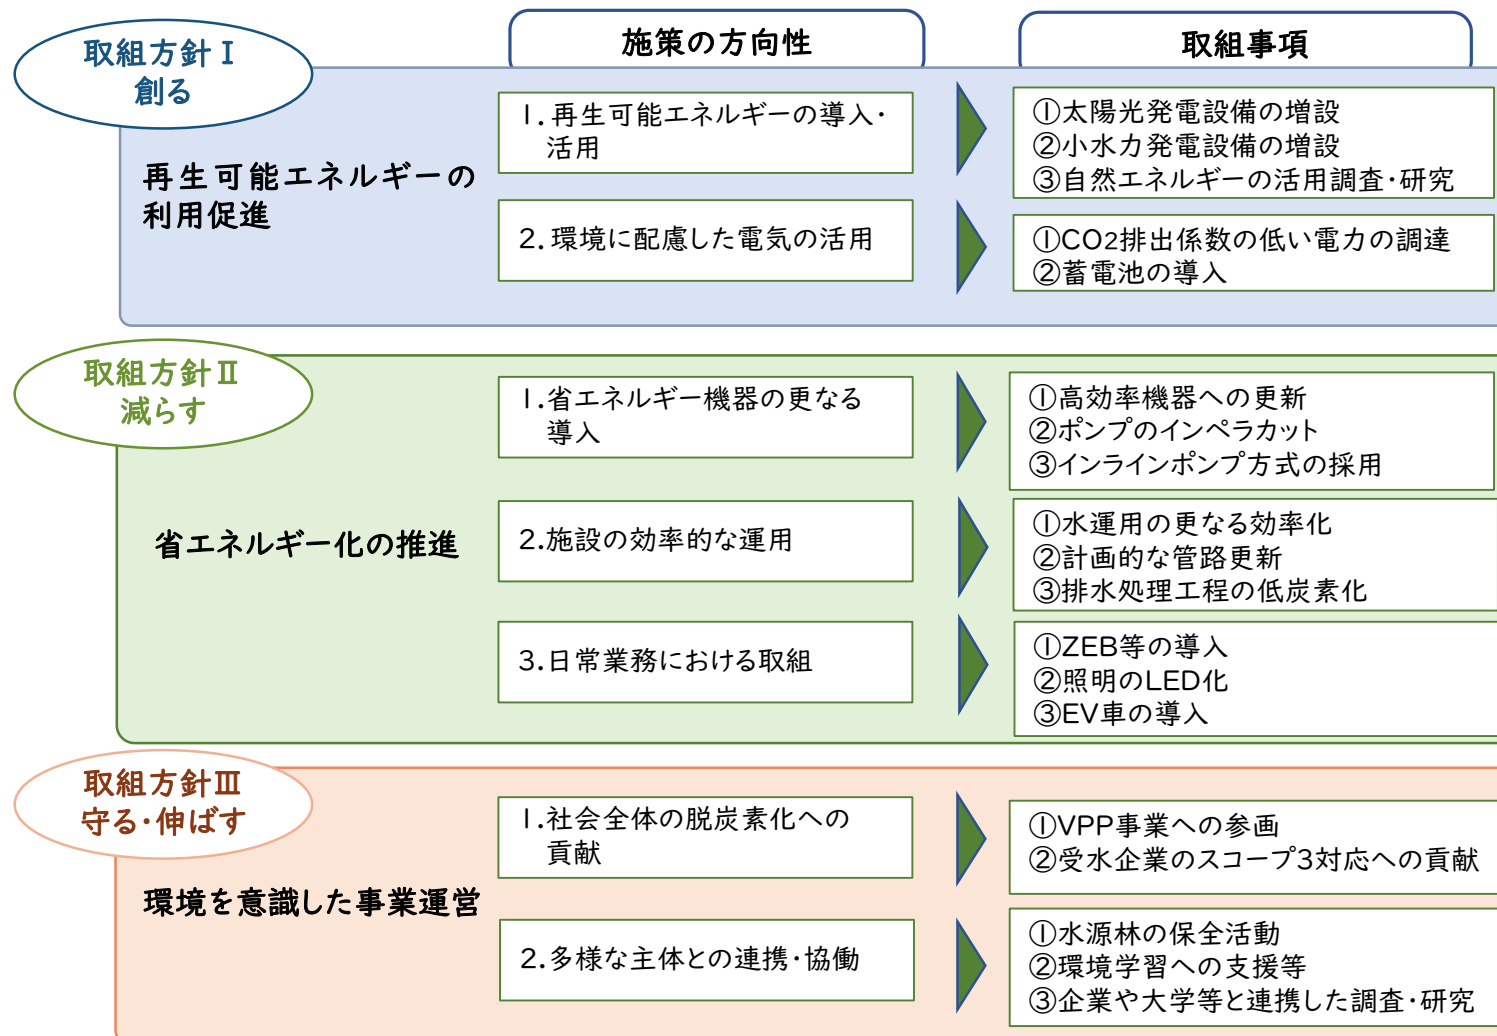 施策の方向性
取組事項
取組方針Ⅰ
創る
再生可能エネルギーの
利用促進
1.再生可能エネルギーの導入・
活用
①太陽光発電設備の増設
②小水力発電設備の増設
③自然エネルギーの活用調査・研究
2.環境に配慮した電気の活用
①CO2排出係数の低い電力の調達
②蓄電池の導入
取組方針Ⅱ
減らす
省エネルギー化の推進
1.省エネルギー機器の更なる
導入
①高効率機器への更新
②ポンプのインペラカット
③インラインポンプ方式の採用
2.施設の効率的な運用
①水運用の更なる効率化
②計画的な管路更新
③排水処理工程の低炭素化
3.日常業務における取組
①ZEB等の導入
②照明のLED化
③EV車の導入
取組方針Ⅲ
守る・伸ばす
環境を意識した事業運営
1.社会全体の脱炭素化への
貢献
①VPP事業への参画
②受水企業のスコープ3対応への貢献
2.多様な主体との連携・協働
①水源林の保全活動
②環境学習への支援等
③企業や大学等と連携した調査・研究